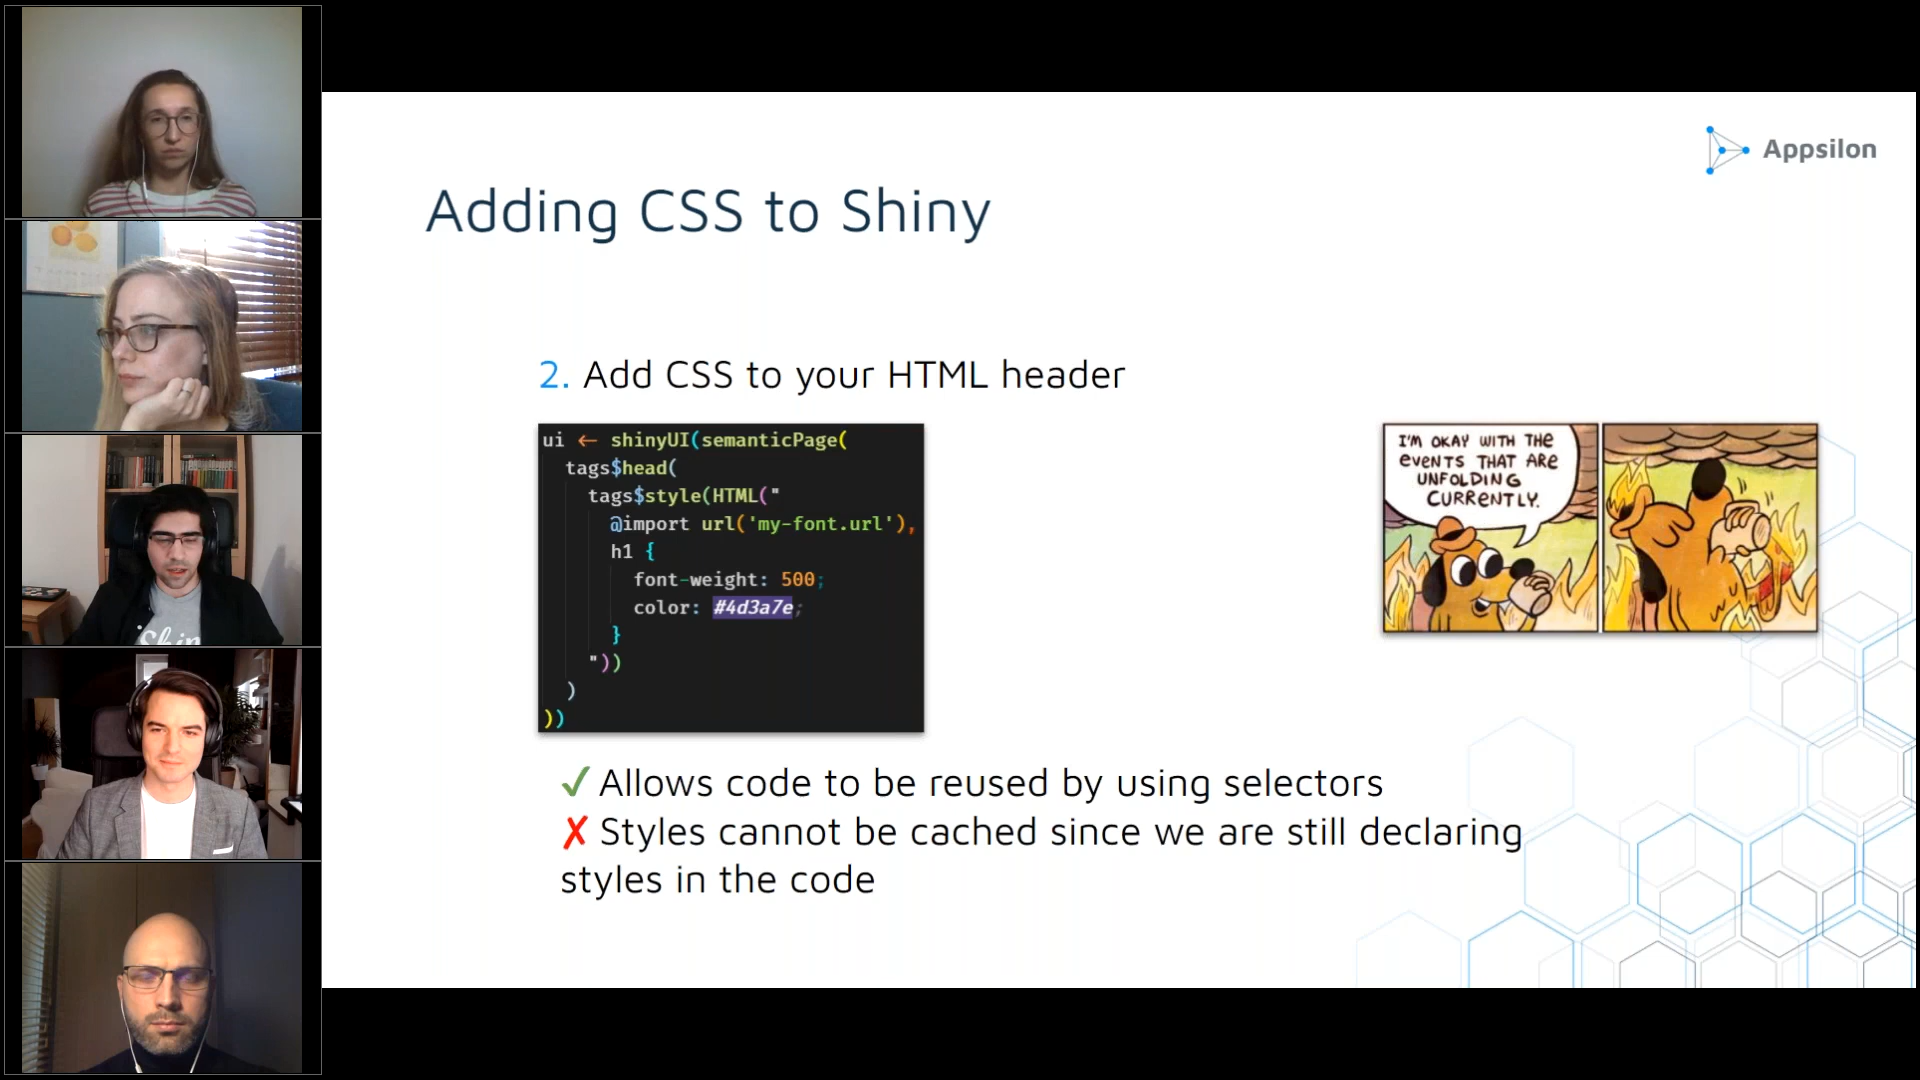 Appsilon
Adding CSS to Shiny
2. Add CSS to your HTML header
ui ← shinyUI(semanticPage(
tags$head(
tags$style(HTML("
@import url('my-font.url'),
h1 {
font-weight: 500;
color: #4d3a7e;
}
"))
)
))
I'M OKAY WITH THE
EVENTS THAT ARE
UNFOLDING
CURRENTLY.
✓ Allows code to be reused by using selectors
✗ Styles cannot be cached since we are still declaring
styles in the code